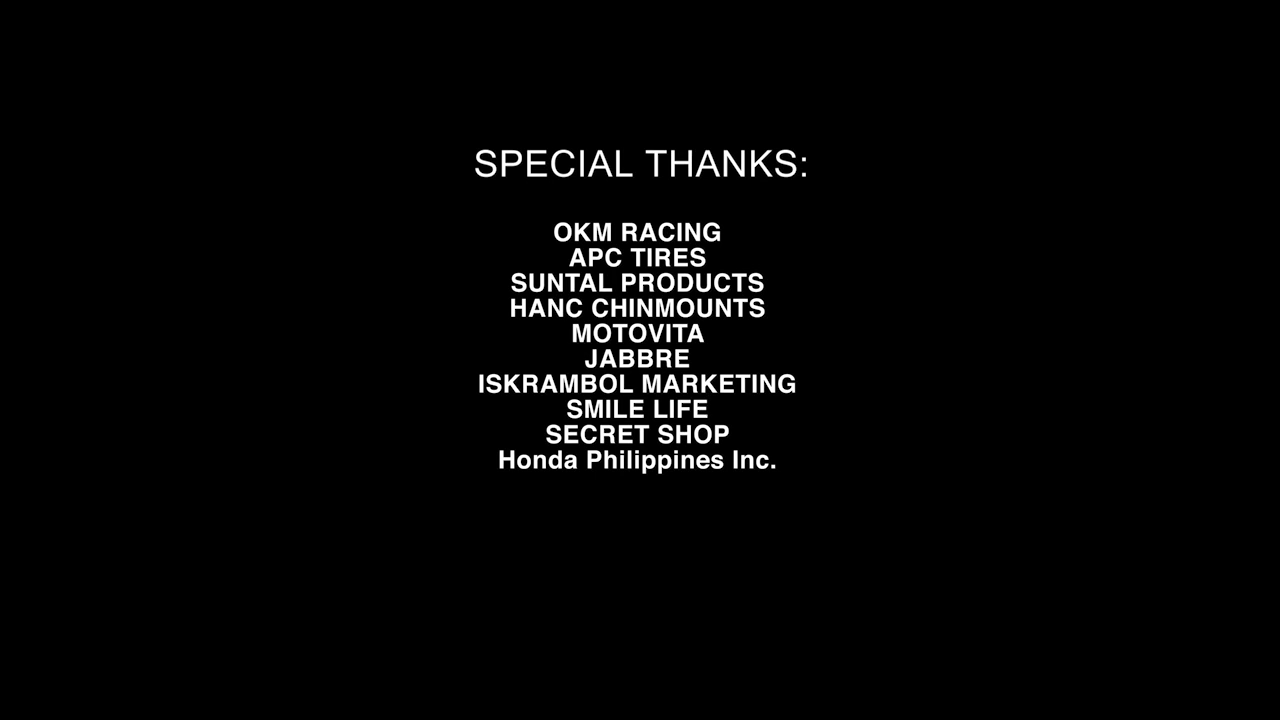 SPECIAL THANKS:
OKM RACING
APC TIRES
SUNTAL PRODUCTS
HANC CHINMOUNTS
MOTOVITA
JABBRE
ISKRAMBOL MARKETING
SMILE LIFE
SECRET SHOP
Honda Philippines Inc.